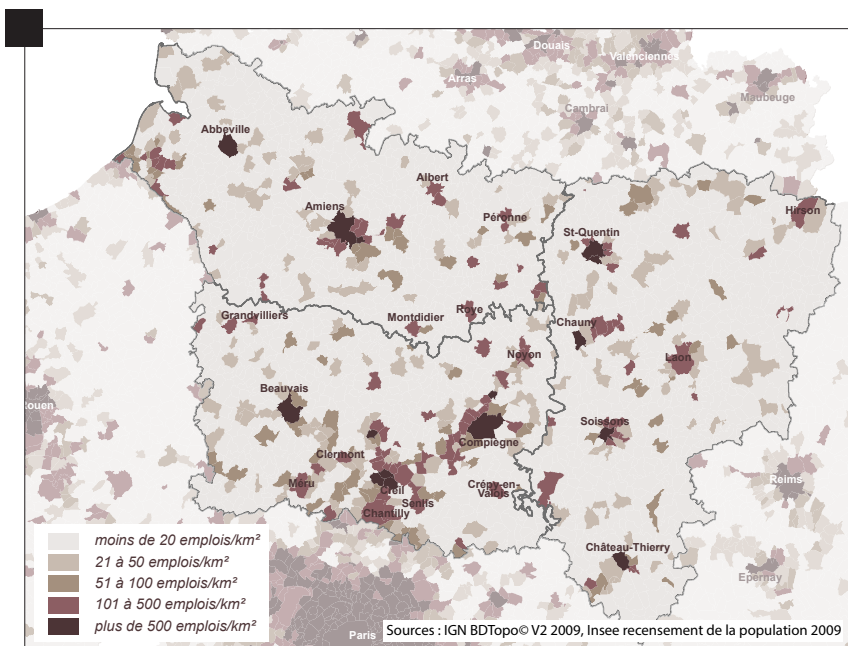 Douais
Valenciennes
Arras
Maubeuge
Cambrai
Abbeville
Albert
Amiens
Péronne
Hirson
St-Quentin
Grandvilliers
Roye
Montdidier
Chauny
Noyon
Laon
Beauvais
Rouen
Soissons
Compiègne
Clermont
Reims
Méru
Creil
Crépy-en-
Valois
Senlis
Chantilly
moins de 20 emplois/km²
21 à 50 emplois/km²
51 à 100 emplois/km²
101 à 500 emplois/km²
plus de 500 emplois/km²
Château-Thierry
Epernay
Paris
Sources : IGN BDTopo© V2 2009, Insee recensement de la population 2009